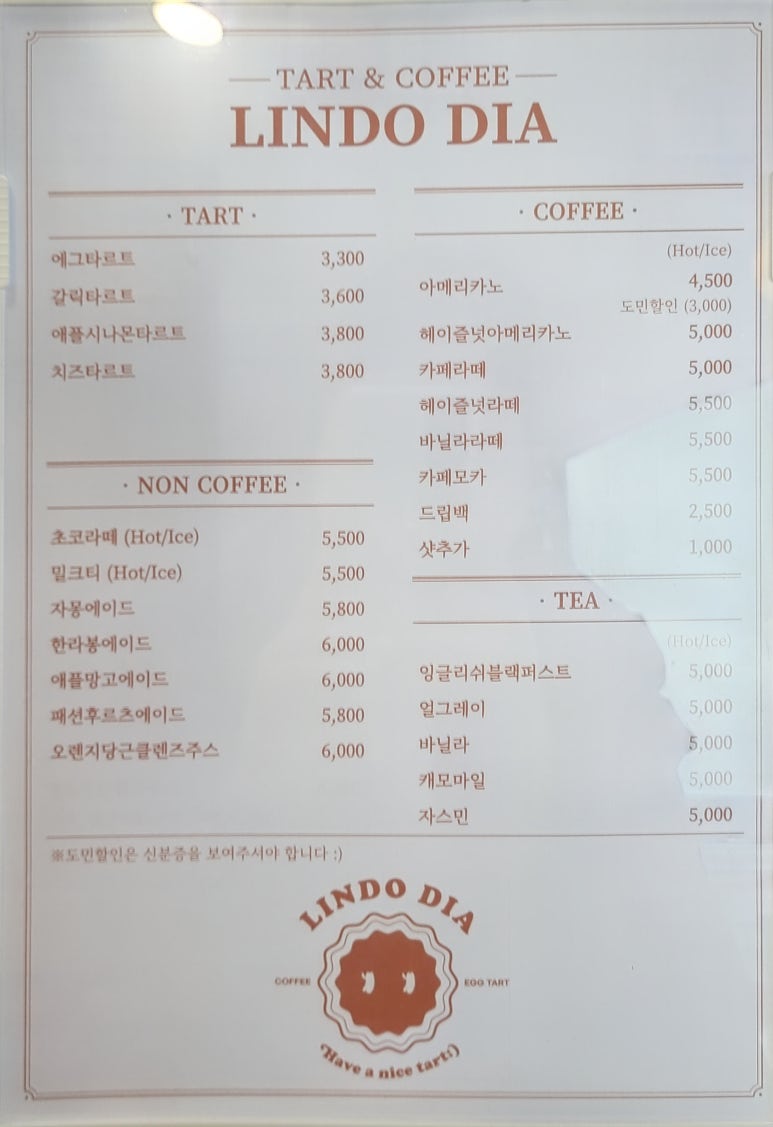 TART & COFFEE
LINDO DIA
· TART ·
에그타르트 3,300
갈릭타르트 3,600
애플시나몬타르트 3,800
치즈타르트 3,800
· NON COFFEE ·
초코라떼 (Hot/Ice) 5,500
밀크티 (Hot/Ice) 5,500
자몽에이드 5,800
한라봉에이드 6,000
애플망고에이드 6,000
패션후르츠에이드 5,800
오렌지당근클렌즈주스 6,000
· COFFEE ·
(Hot/Ice)
아메리카노 4,500
도민할인 (3,000)
헤이즐넛아메리카노 5,000
카페라떼 5,000
헤이즐넛라떼 5,500
바닐라라떼 5,500
카페모카 5,500
드립백 2,500
샷추가 1,000
· TEA ·
(Hot/Ice)
잉글리쉬블랙퍼스트 5,000
얼그레이 5,000
바닐라 5,000
캐모마일 5,000
자스민 5,000
※도민할인은 신분증을 보여주셔야 합니다 :)
LINDO DIA
COFFEE EGG TART
Have a nice tart:)